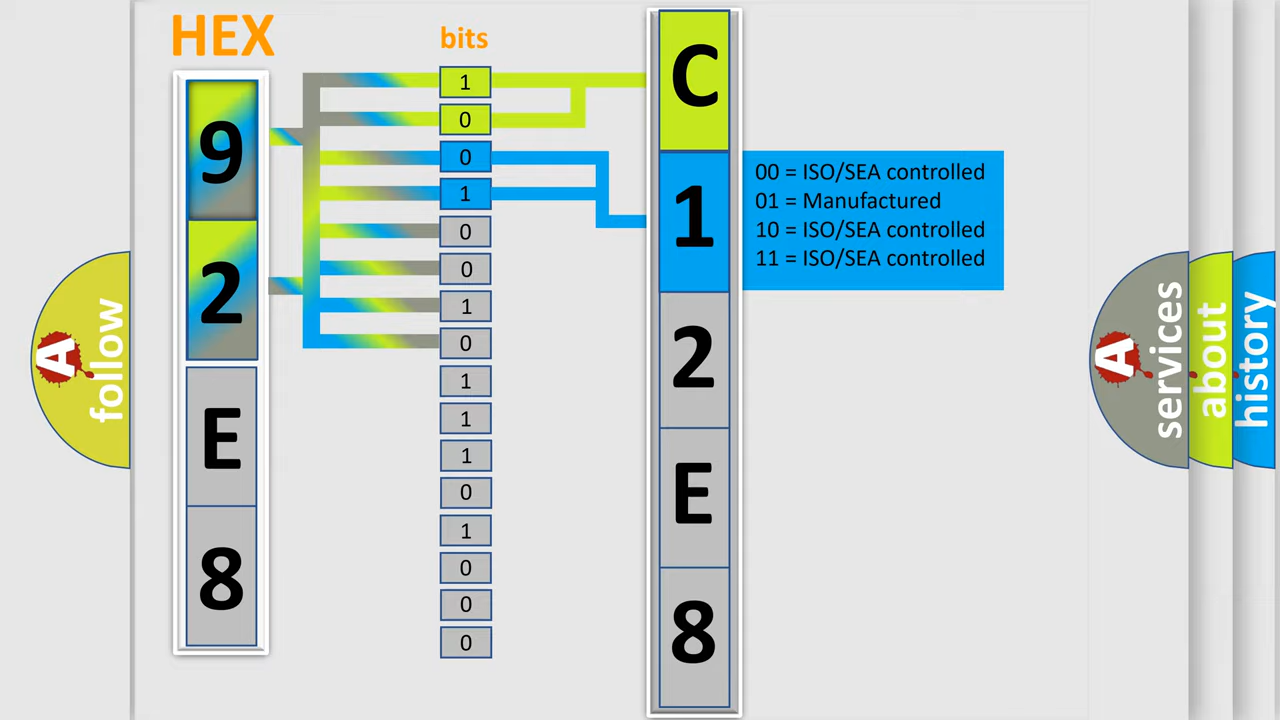 HEX
bits
9
2
E
8
1
0
0
1
0
0
1
0
1
1
1
0
1
0
0
0
C
1
2
E
8
00 = ISO/SEA controlled
01 = Manufactured
10 = ISO/SEA controlled
11 = ISO/SEA controlled
A
follow
A
services
about
history